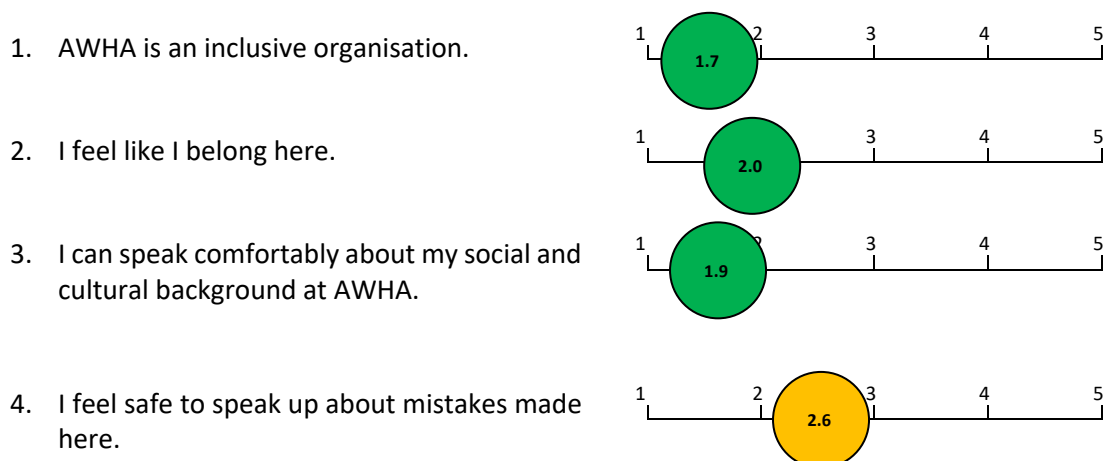 1. AWHA is an inclusive organisation.
1 2 3 4 5
1.7
2. I feel like I belong here.
1 3 4 5
2.0
3. I can speak comfortably about my social and
cultural background at AWHA.
1 3 4 5
1.9
4. I feel safe to speak up about mistakes made
here.
1 2 3 4 5
2.6